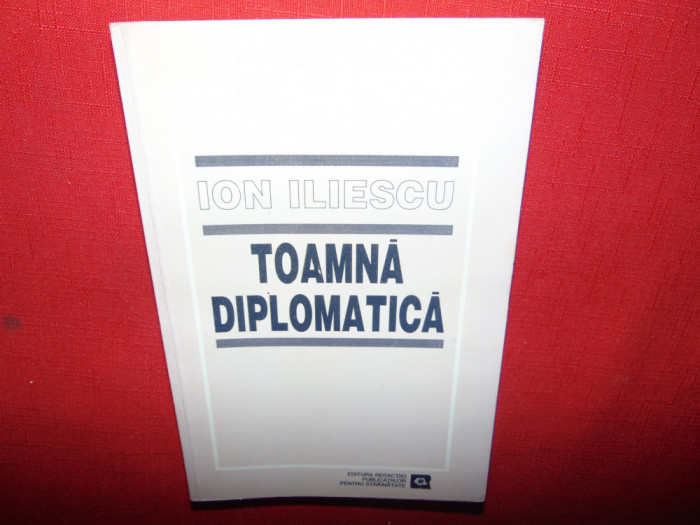 ION ILIESCU
TOAMNĂ
DIPLOMATICĂ
EDITURA REDACȚIEI
PUBLICAȚIILOR
PENTRU STRĂINĂTATE